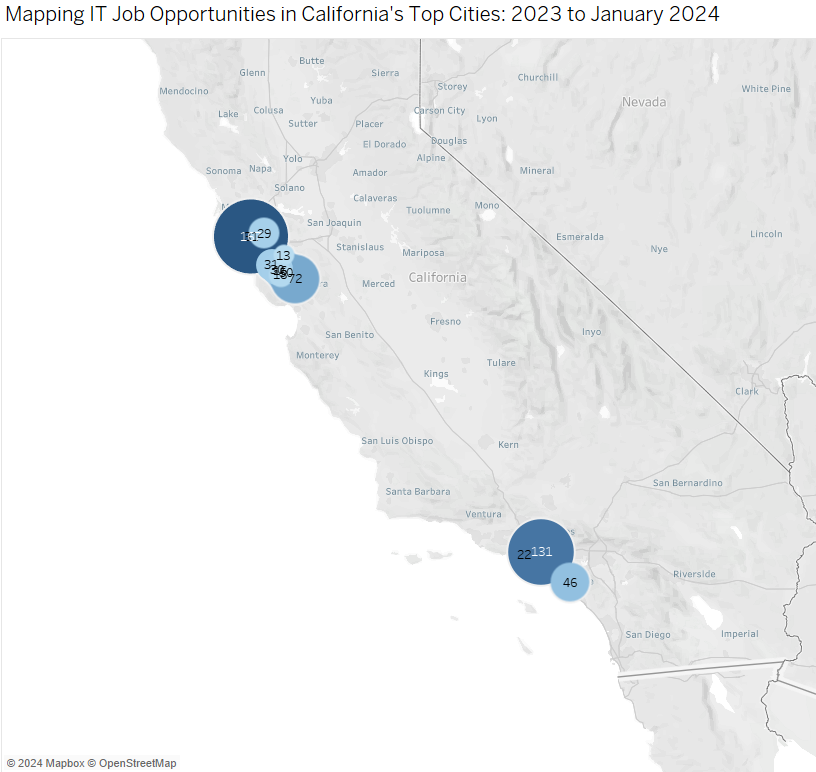 Mapping IT Job Opportunities in California's Top Cities: 2023 to January 2024
Butte
Glenn
Sierra
Churchill
Mendocino
Storey
White Pine
Yuba
Nevada
Lake
Colusa
Carson City
Lyon
Sutter
Placer
El Dorado
Douglas
Yolo
Alpine
Sonoma
Napa
Amador
Mineral
Solano
Calaveras
Tuolumne
Mono
San Joaquin
Lincoln
29
Esmeralda
Stanislaus
Nye
Mariposa
13
31
California
72
Merced
Fresno
Inyo
San Benito
Monterey
Tulare
Kings
Clark
San Luis Obispo
Kern
San Bernardino
Santa Barbara
Ventura
22
131
Riverside
46
San Diego
Imperial
© 2024 Mapbox © OpenStreetMap